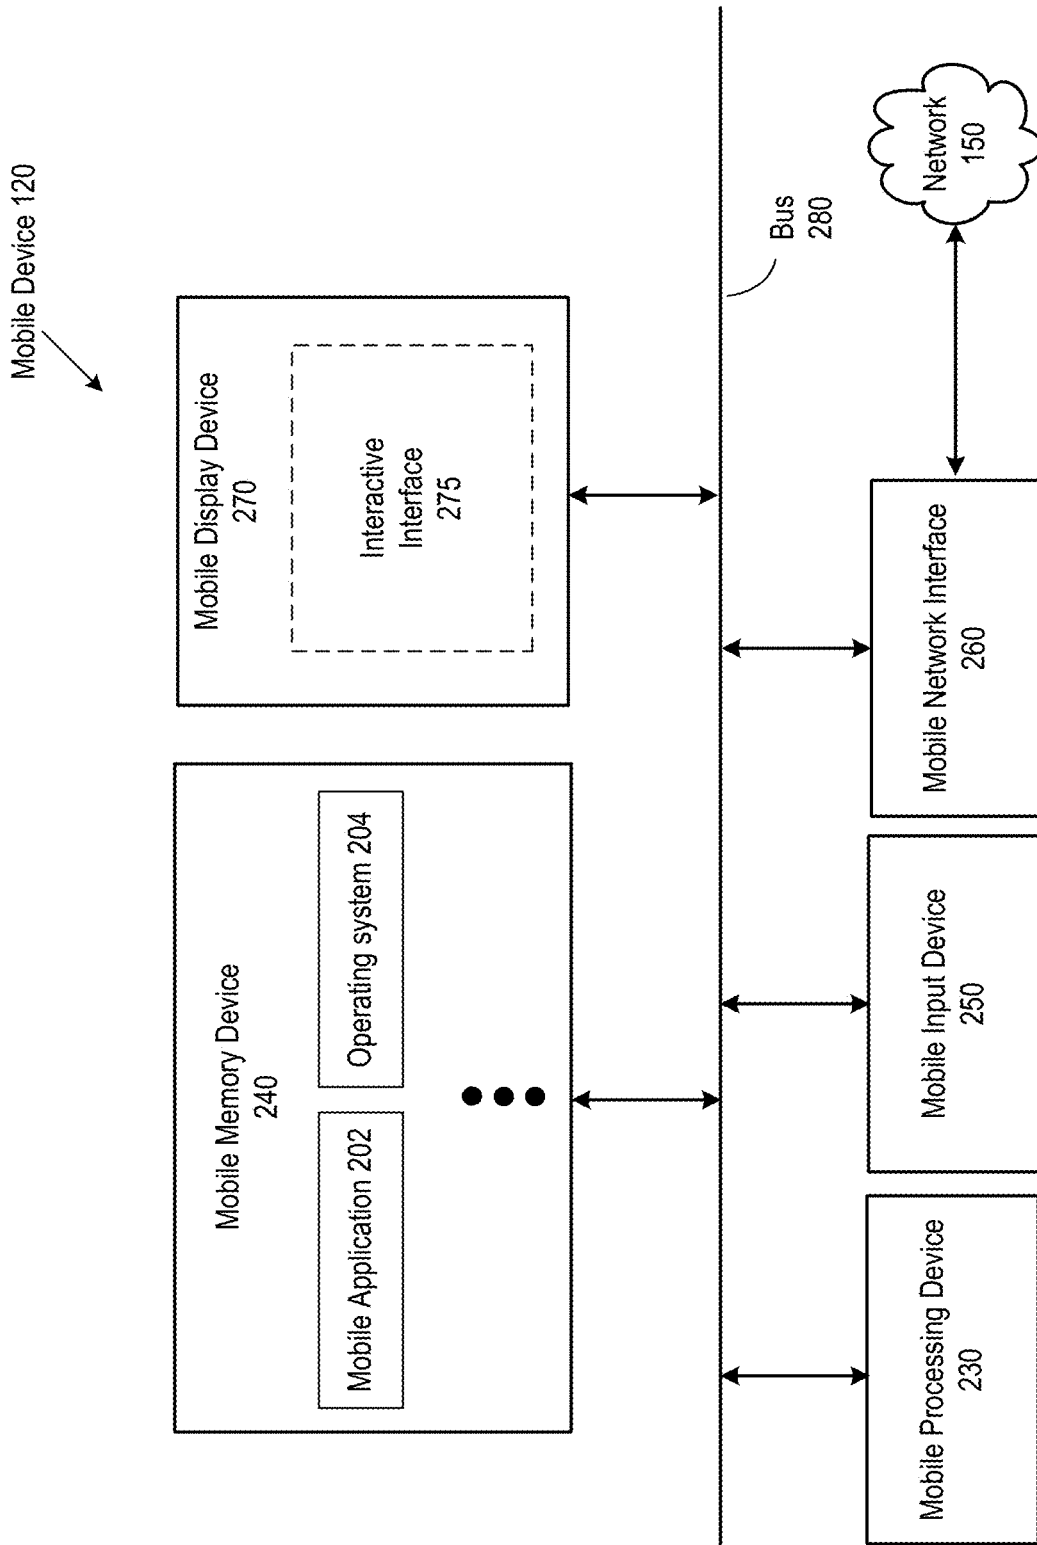 Mobile Device 120
Mobile Memory Device
240
Mobile Application 202
Operating system 204
Mobile Display Device
270
Interactive
Interface
275
Bus
280
Mobile Processing Device
230
Mobile Input Device
250
Mobile Network Interface
260
Network
150